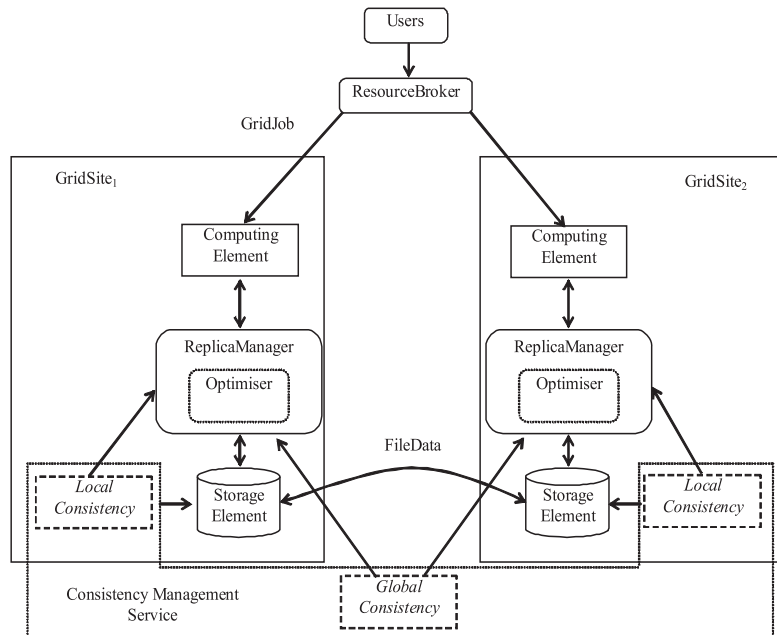 Users
ResourceBroker
GridJob
GridSite₁
GridSite₂
Computing
Element
Computing
Element
ReplicaManager
Optimiser
ReplicaManager
Optimiser
FileData
Local
Consistency
Storage
Element
Storage
Element
Local
Consistency
Consistency Management
Service
Global
Consistency